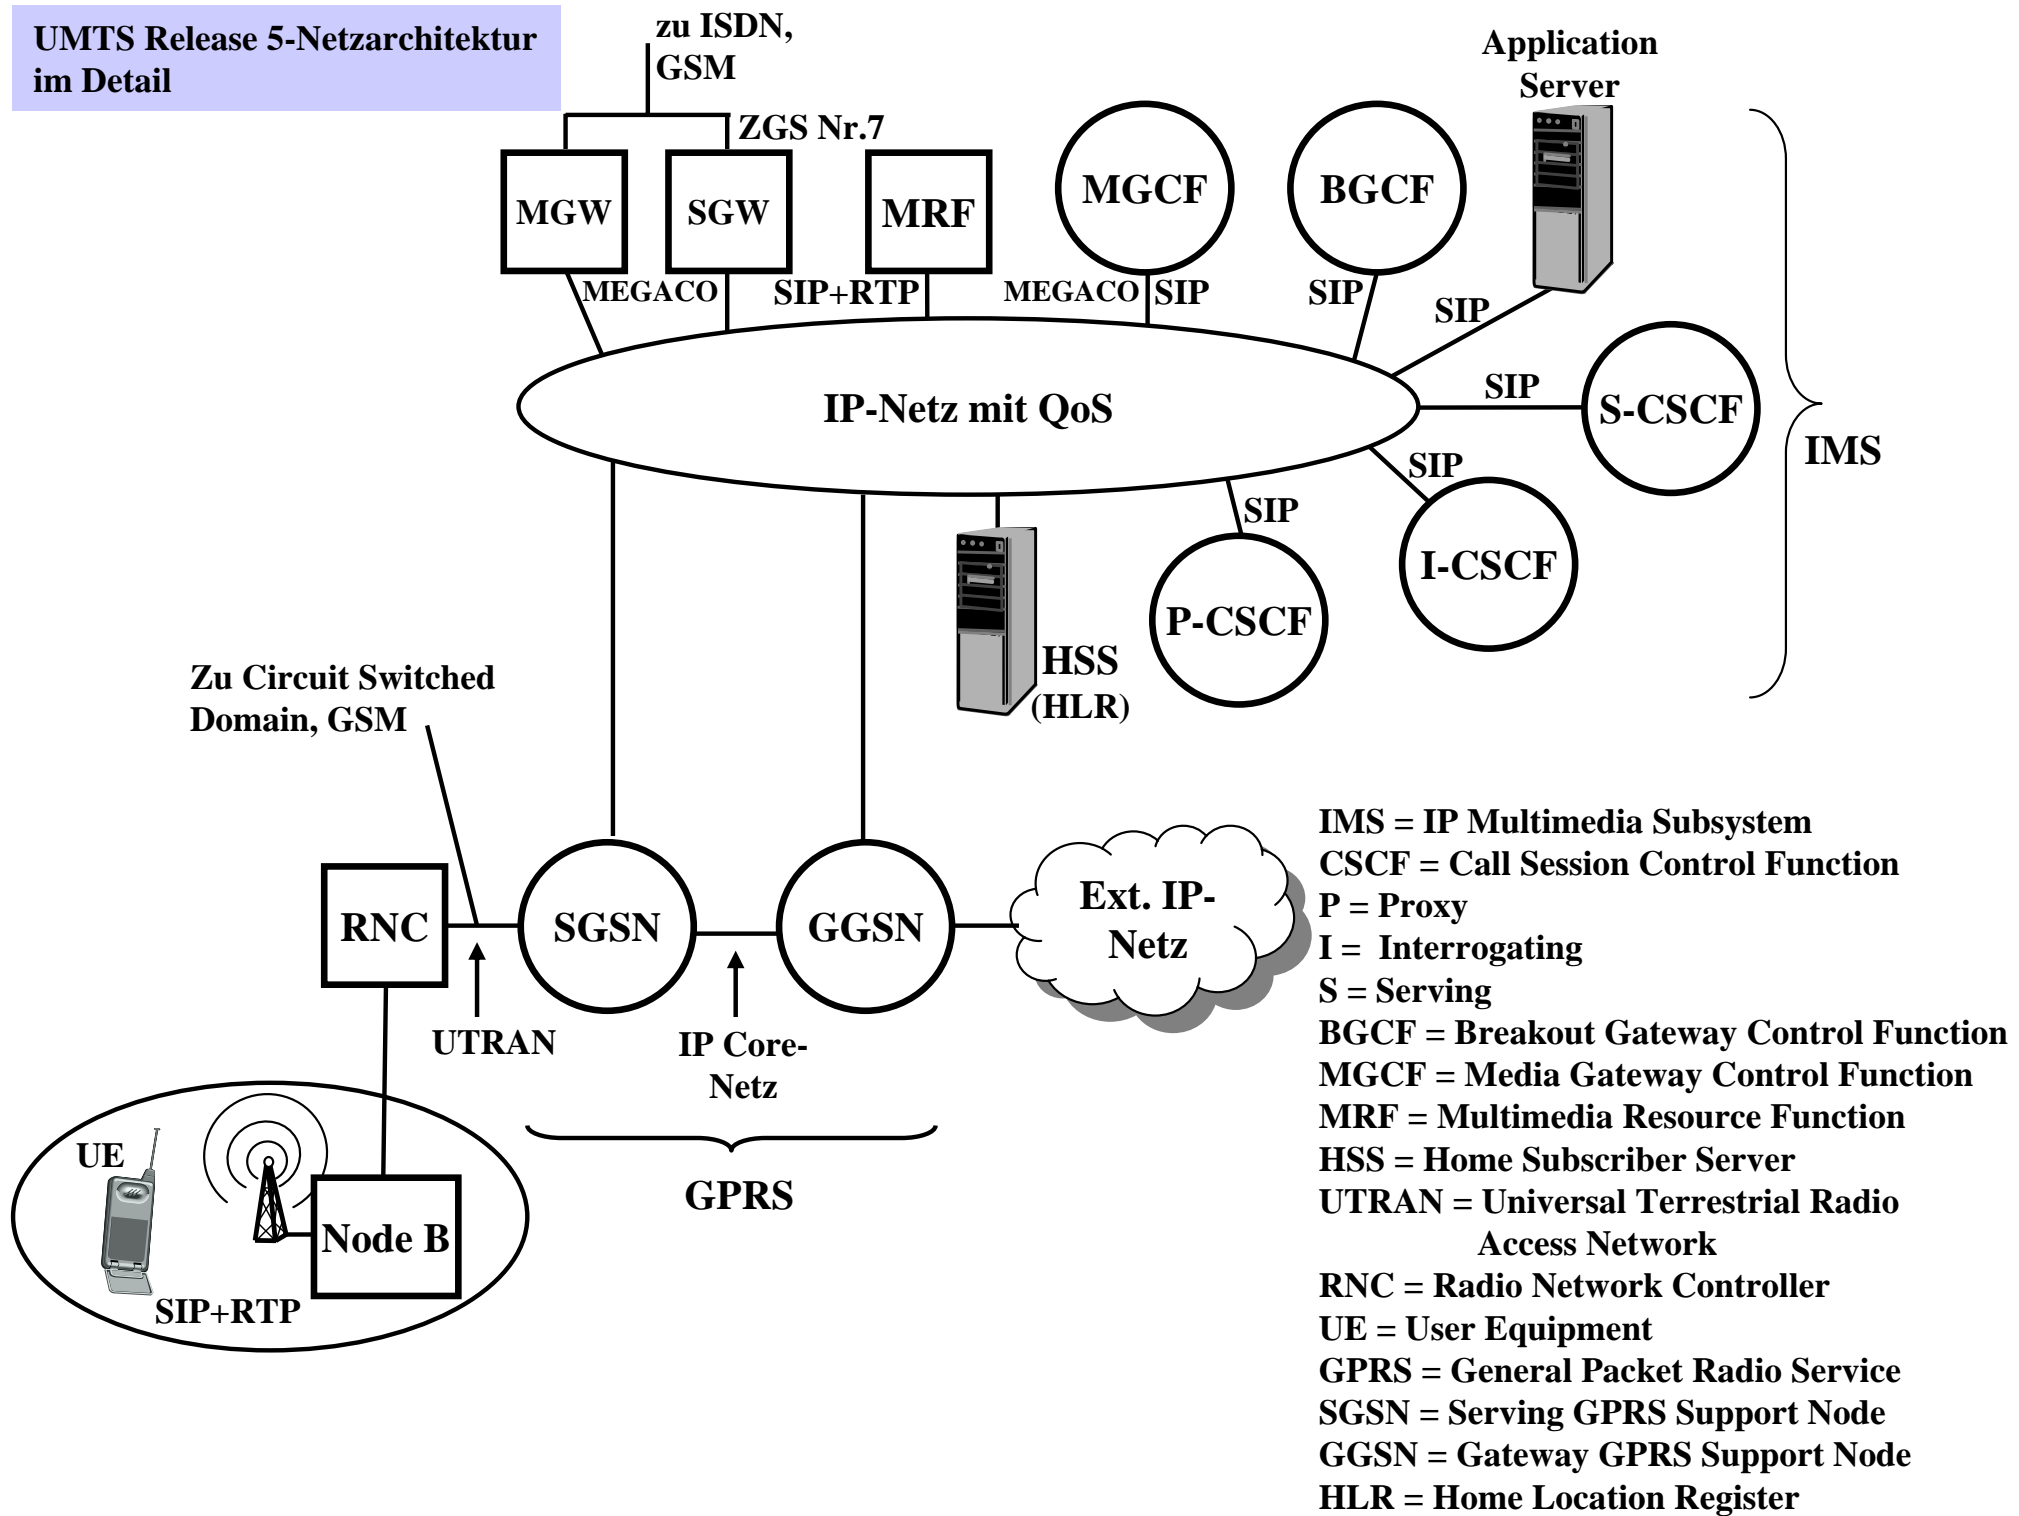 UMTS Release 5-Netzarchitektur
im Detail
zu ISDN,
GSM
ZGS Nr.7
Application
Server
MGW
SGW
MRF
MGCF
BGCF
MEGACO
SIP+RTP
MEGACO
SIP
SIP
SIP
IP-Netz mit QoS
SIP
S-CSCF
IMS
SIP
I-CSCF
SIP
P-CSCF
HSS
(HLR)
Zu Circuit Switched
Domain, GSM
RNC
SGSN
GGSN
Ext. IP-
Netz
UTRAN
IP Core-
Netz
GPRS
UE
Node B
SIP+RTP
IMS = IP Multimedia Subsystem
CSCF = Call Session Control Function
P = Proxy
I =  Interrogating
S = Serving
BGCF = Breakout Gateway Control Function
MGCF = Media Gateway Control Function
MRF = Multimedia Resource Function
HSS = Home Subscriber Server
UTRAN = Universal Terrestrial Radio
Access Network
RNC = Radio Network Controller
UE = User Equipment
GPRS = General Packet Radio Service
SGSN = Serving GPRS Support Node
GGSN = Gateway GPRS Support Node
HLR = Home Location Register